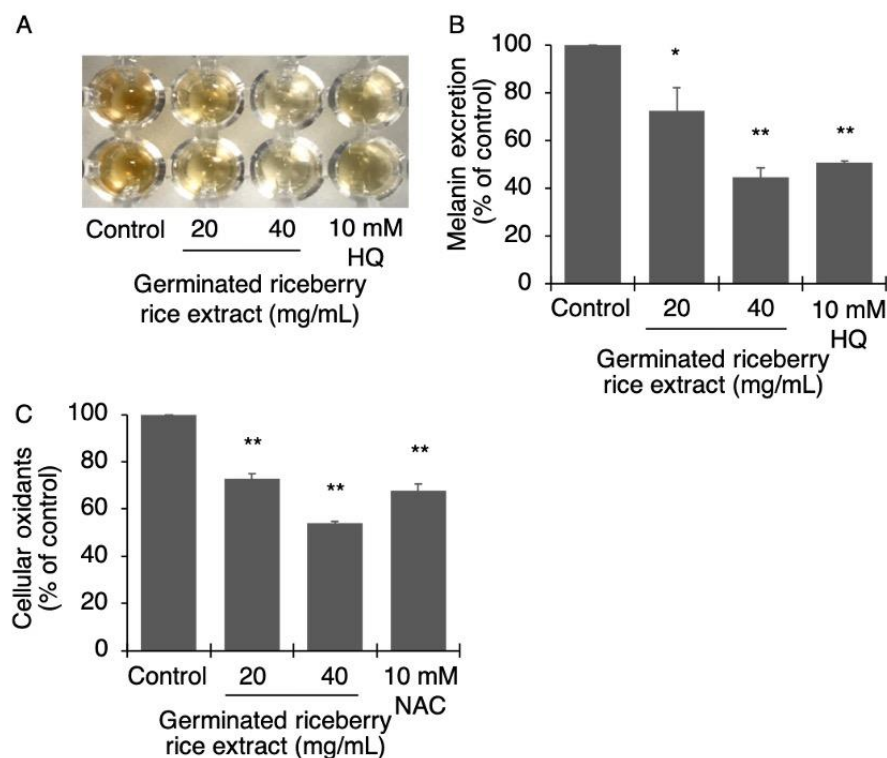 A
Control 20 40 10 mM
HQ
Germinated riceberry
rice extract (mg/mL)
B
Melanin excretion
(% of control)
100
80
60
40
20
0
*
**
**
Control 20 40 10 mM
HQ
Germinated riceberry
rice extract (mg/mL)
C
Cellular oxidants
(% of control)
100
80
60
40
20
0
**
**
**
Control 20 40 10 mM
NAC
Germinated riceberry
rice extract (mg/mL)